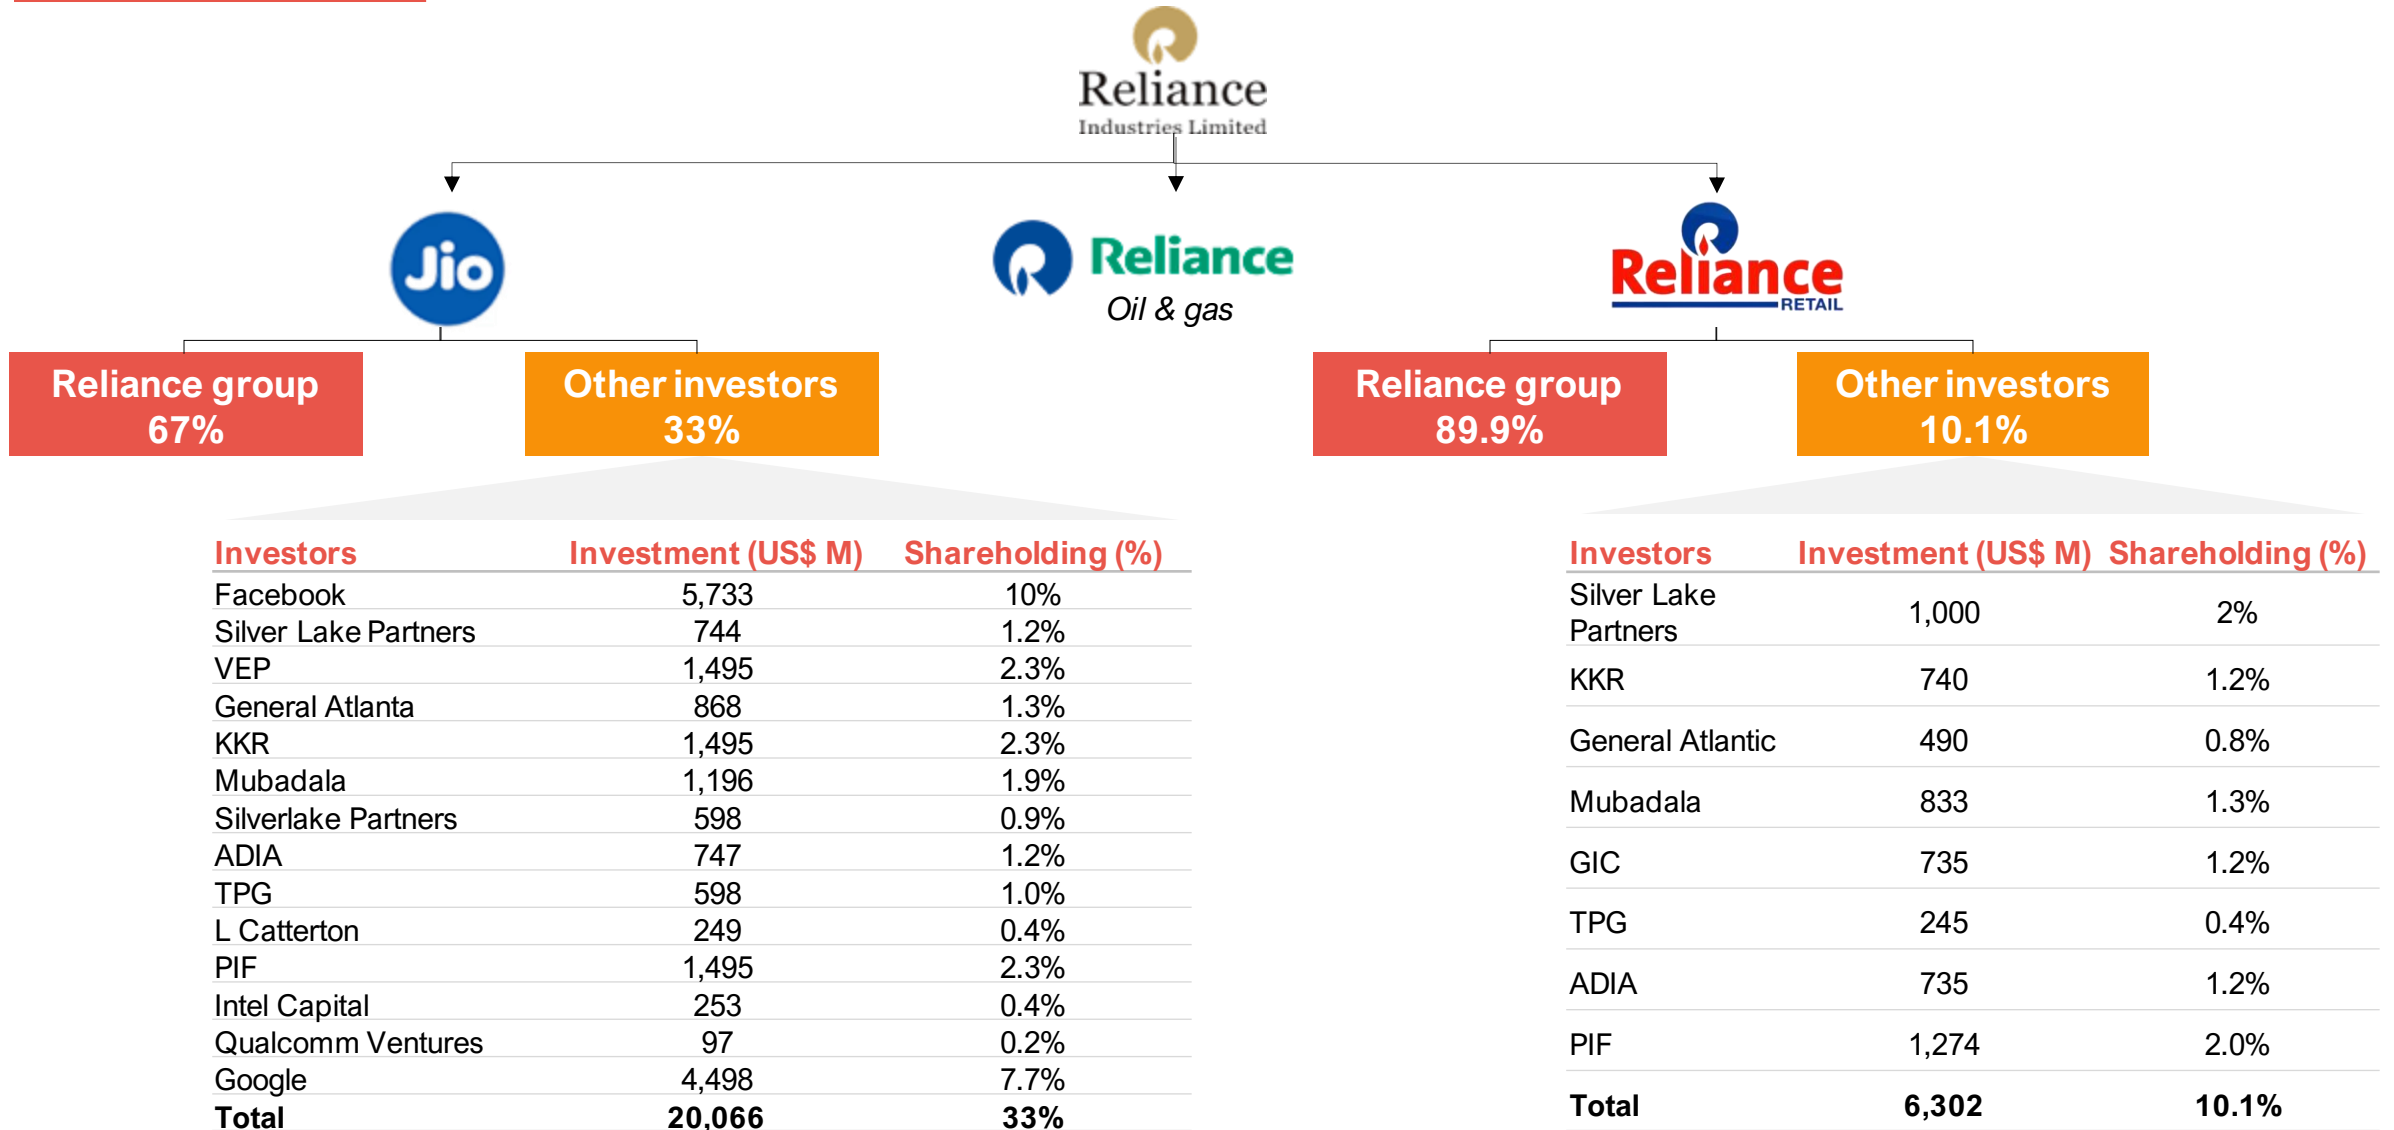 Reliance
Industries Limited
Jio
Reliance
Oil & gas
Reliance
RETAIL
Reliance group
67%
Other investors
33%
Reliance group
89.9%
Other investors
10.1%
Investors Investment (US$ M) Shareholding (%)
Facebook 5,733 10%
Silver Lake Partners 744 1.2%
VEP 1,495 2.3%
General Atlanta 868 1.3%
KKR 1,495 2.3%
Mubadala 1,196 1.9%
Silverlake Partners 598 0.9%
ADIA 747 1.2%
TPG 598 1.0%
L Catterton 249 0.4%
PIF 1,495 2.3%
Intel Capital 253 0.4%
Qualcomm Ventures 97 0.2%
Google 4,498 7.7%
Total 20,066 33%
Investors Investment (US$ M) Shareholding (%)
Silver Lake
Partners 1,000 2%
KKR 740 1.2%
General Atlantic 490 0.8%
Mubadala 833 1.3%
GIC 735 1.2%
TPG 245 0.4%
ADIA 735 1.2%
PIF 1,274 2.0%
Total 6,302 10.1%